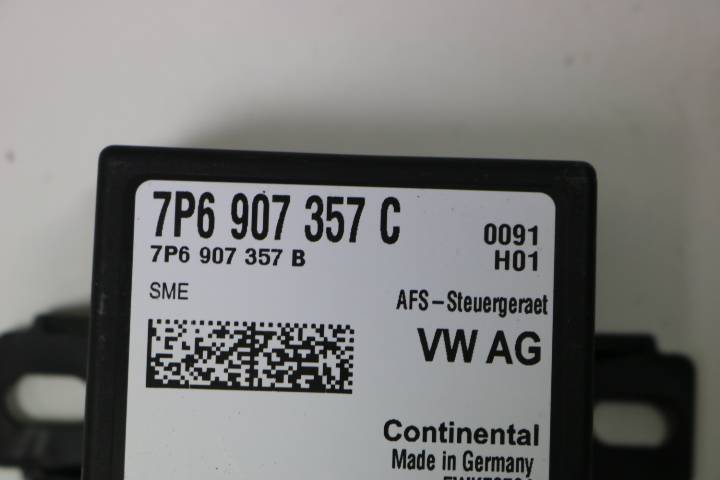 7P6 907 357 C
7P6 907 357 B
0091
H01
SME
AFS-Steuergeraet
VW AG
Continental
Made in Germany